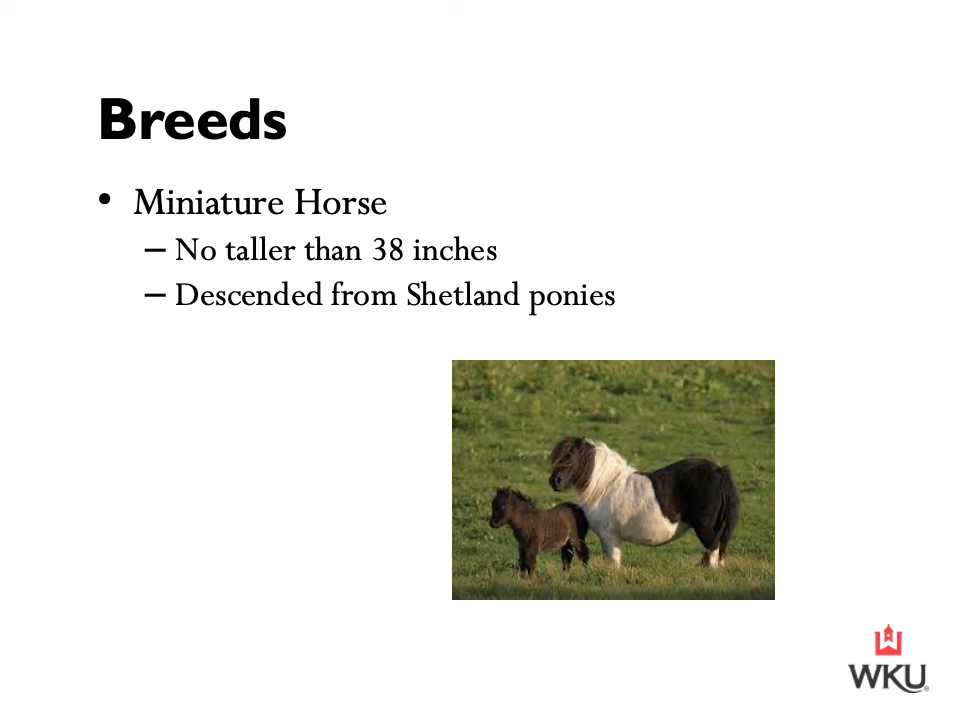 Breeds
• Miniature Horse
– No taller than 38 inches
– Descended from Shetland ponies
WKU®